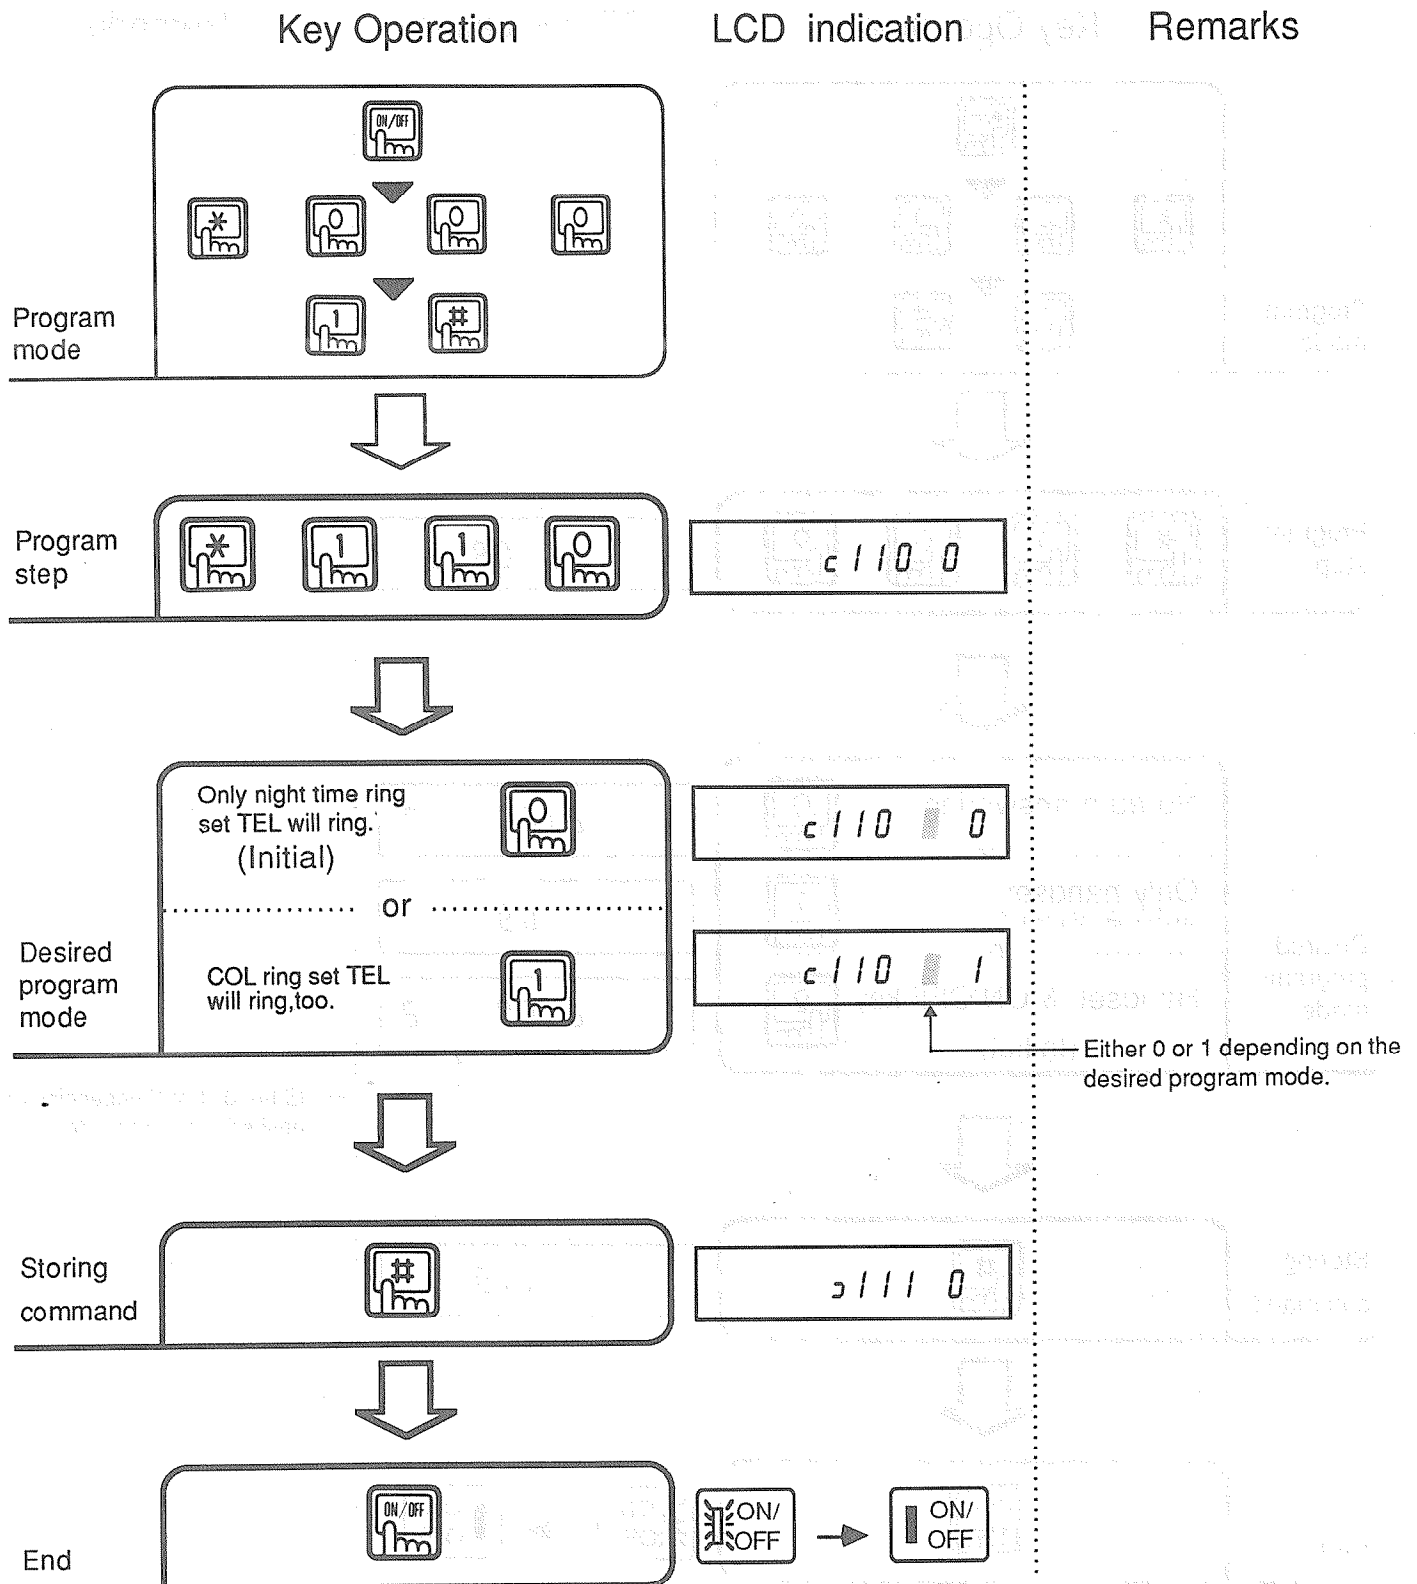 Key Operation LCD indication Remarks
ON/OFF
* 0 0 0
1 #
Program
mode
Program
step
* 1 1 0
c110 0
Only night time ring
set TEL will ring.
(Initial)
0
c110 0
or
Desired
program
mode
COL ring set TEL
will ring,too.
1
c110 1
Either 0 or 1 depending on the
desired program mode.
Storing
command
#
ɔ111 0
End
ON/OFF
ON/
OFF
ON/
OFF